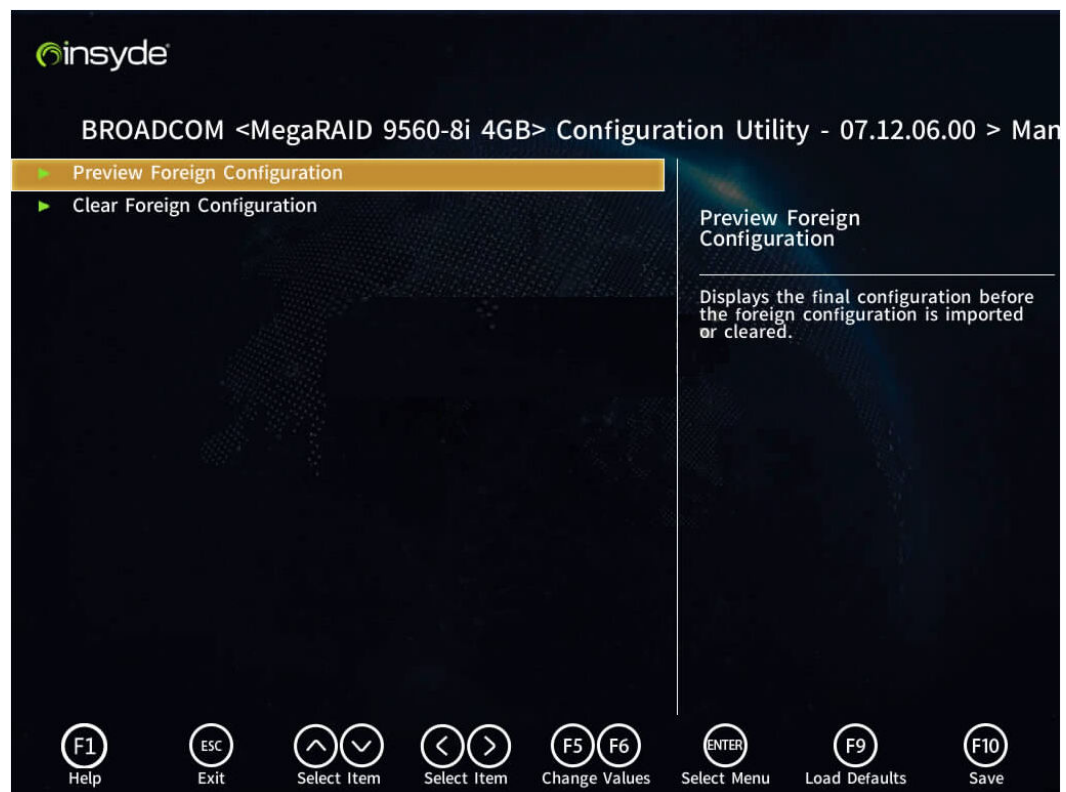 insyde
BROADCOM <MegaRAID 9560-8i 4GB> Configuration Utility - 07.12.06.00 > Man
Preview Foreign Configuration
Clear Foreign Configuration
Preview Foreign
Configuration
Displays the final configuration before
the foreign configuration is imported
or cleared.
F1 ESC F5 F6 ENTER F9 F10
Help Exit Select Item Select Item Change Values Select Menu Load Defaults Save